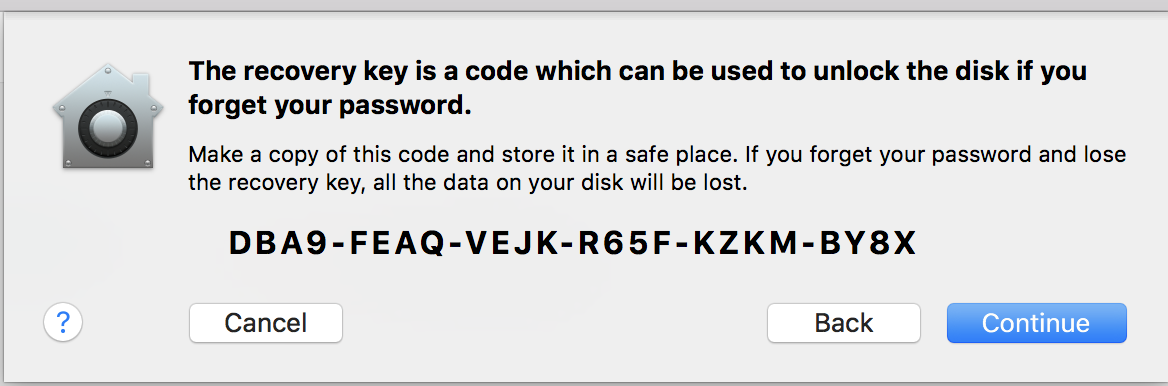 The recovery key is a code which can be used to unlock the disk if you
forget your password.
Make a copy of this code and store it in a safe place. If you forget your password and lose
the recovery key, all the data on your disk will be lost.
DBA9-FEAQ-VEJK-R65F-KZKM-BY8X
? Cancel Back Continue